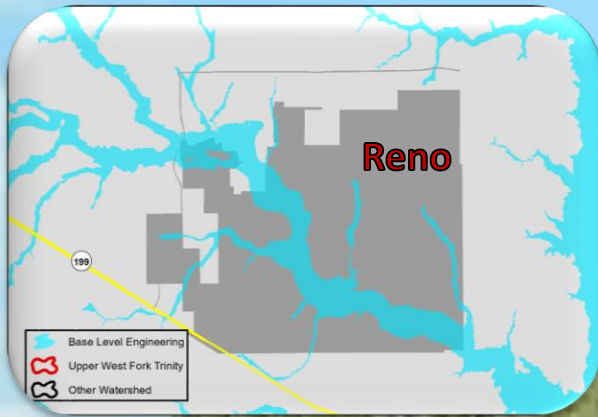 Reno
199
Base Level Engineering
Upper West Fork Trinity
Other Watershed